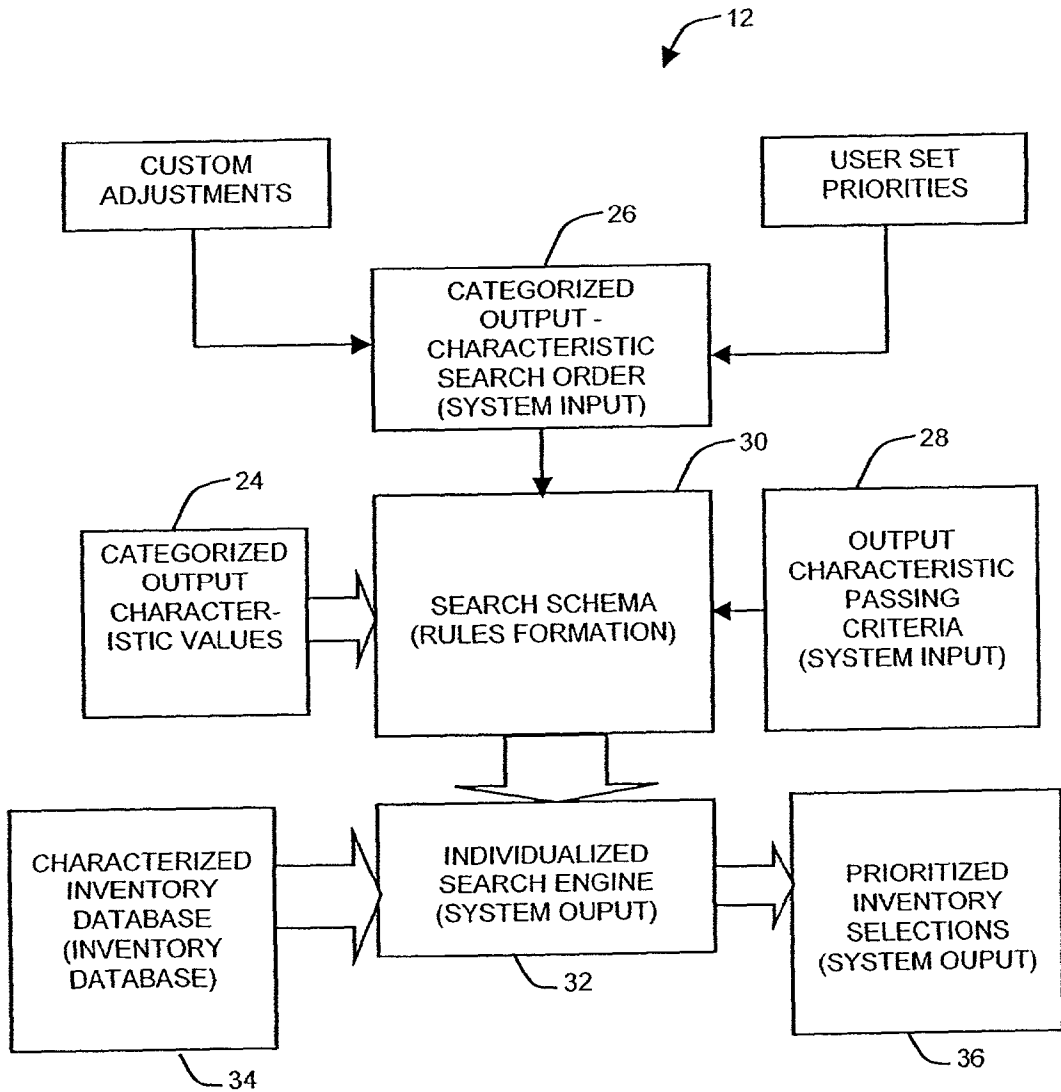 12
CUSTOM
ADJUSTMENTS
USER SET
PRIORITIES
26
CATEGORIZED
OUTPUT -
CHARACTERISTIC
SEARCH ORDER
(SYSTEM INPUT)
24
CATEGORIZED
OUTPUT
CHARACTER-
ISTIC VALUES
30
SEARCH SCHEMA
(RULES FORMATION)
28
OUTPUT
CHARACTERISTIC
PASSING
CRITERIA
(SYSTEM INPUT)
CHARACTERIZED
INVENTORY
DATABASE
(INVENTORY
DATABASE)
34
INDIVIDUALIZED
SEARCH ENGINE
(SYSTEM OUPUT)
32
PRIORITIZED
INVENTORY
SELECTIONS
(SYSTEM OUPUT)
36